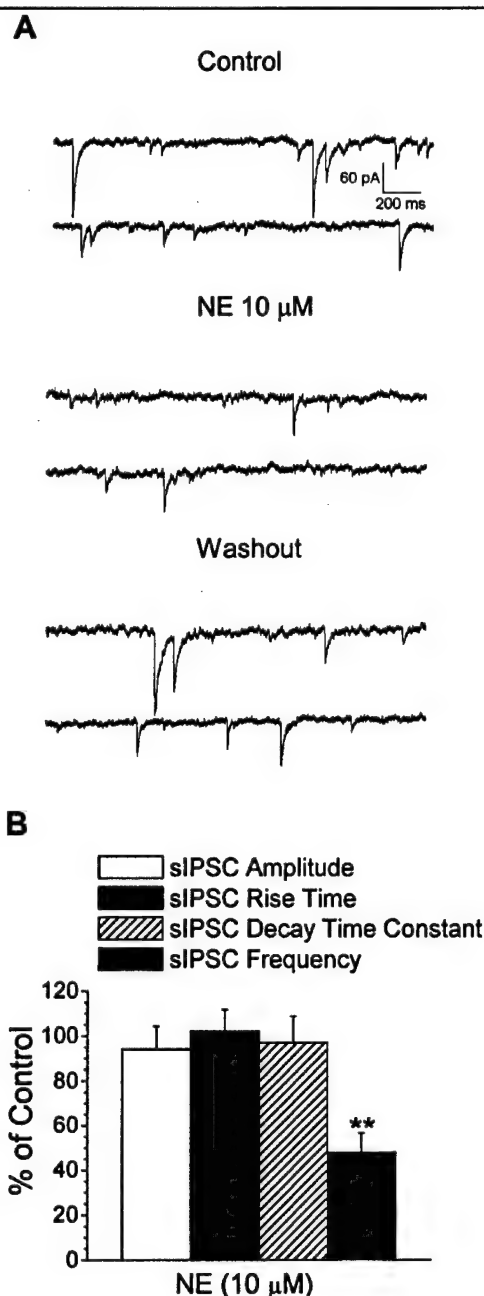 A
Control
60 pA
200 ms
NE 10 μM
Washout
B
sIPSC Amplitude
sIPSC Rise Time
sIPSC Decay Time Constant
sIPSC Frequency
120
100
80
60
40
20
0
% of Control
**
NE (10 μM)